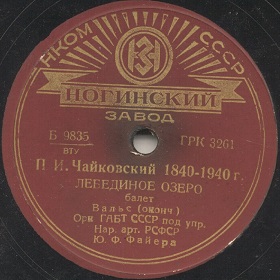 НКОМ СССР
НОГИНСКИЙ
ЗАВОД
Б 9835 ГРК 3261
ВТУ
П. И. Чайковский 1840-1940 г.
ЛЕБЕДИНОЕ ОЗЕРО
балет
Вальс (оконч.)
Орк ГАБТ СССР под упр.
Нар. арт. РСФСР
Ю. Ф. Файера